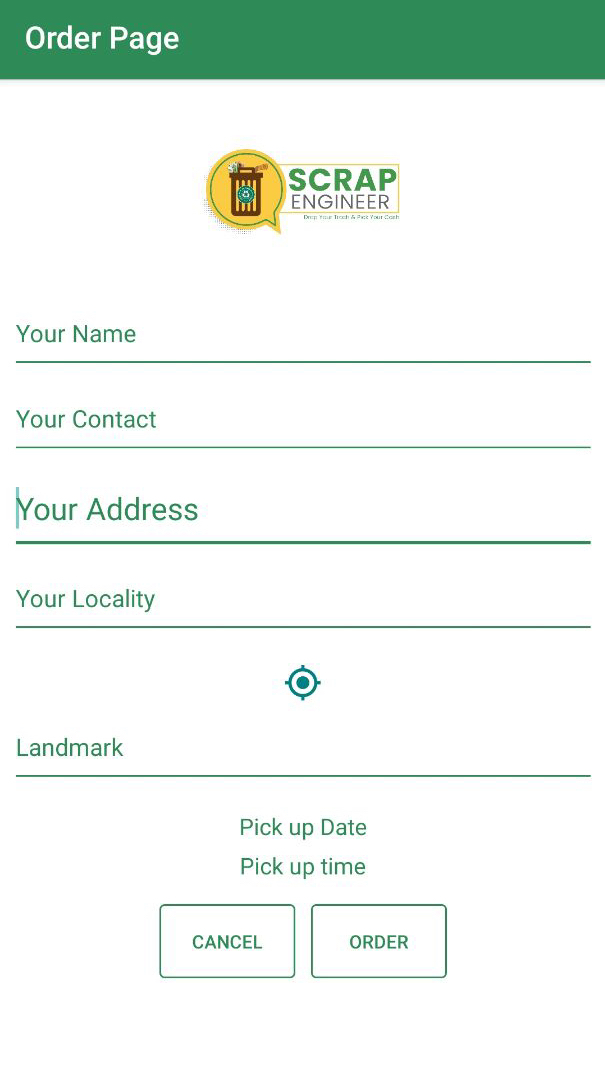 Order Page
SCRAP
ENGINEER
Drop Your Trash & Pick Your Cash
Your Name
Your Contact
Your Address
Your Locality
Landmark
Pick up Date
Pick up time
CANCEL
ORDER